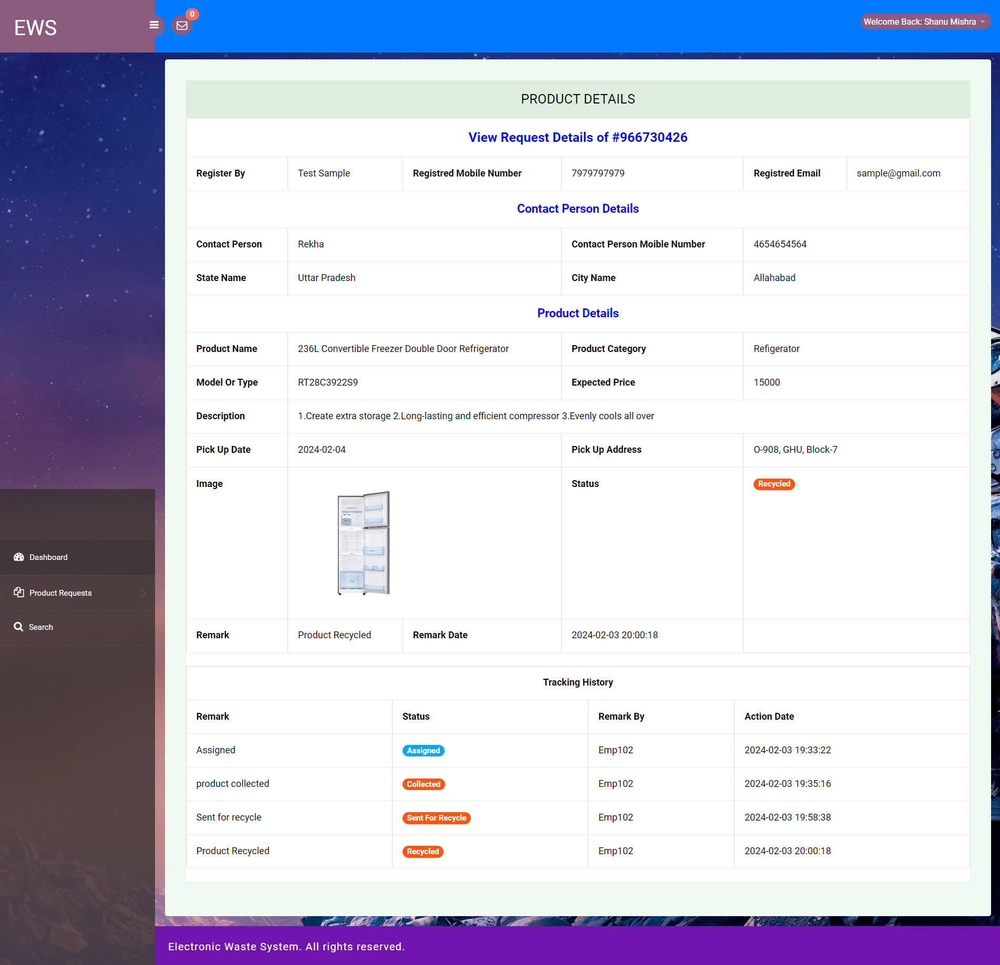 EWS
0
Welcome Back: Shanu Mishra
PRODUCT DETAILS
View Request Details of #966730426
Register By Test Sample Registred Mobile Number 7979797979 Registred Email sample@gmail.com
Contact Person Details
Contact Person Rekha Contact Person Moible Number 4654654564
State Name Uttar Pradesh City Name Allahabad
Product Details
Product Name 236L Convertible Freezer Double Door Refrigerator Product Category Refigerator
Model Or Type RT28C3922S9 Expected Price 15000
Description 1.Create extra storage 2.Long-lasting and efficient compressor 3.Evenly cools all over
Pick Up Date 2024-02-04 Pick Up Address O-908, GHU, Block-7
Image Status Recycled
Remark Product Recycled Remark Date 2024-02-03 20:00:18
Tracking History
Remark Status Remark By Action Date
Assigned Assigned Emp102 2024-02-03 19:33:22
product collected Collected Emp102 2024-02-03 19:35:16
Sent for recycle Sent For Recycle Emp102 2024-02-03 19:58:38
Product Recycled Recycled Emp102 2024-02-03 20:00:18
Dashboard
Product Requests
Search
Electronic Waste System. All rights reserved.